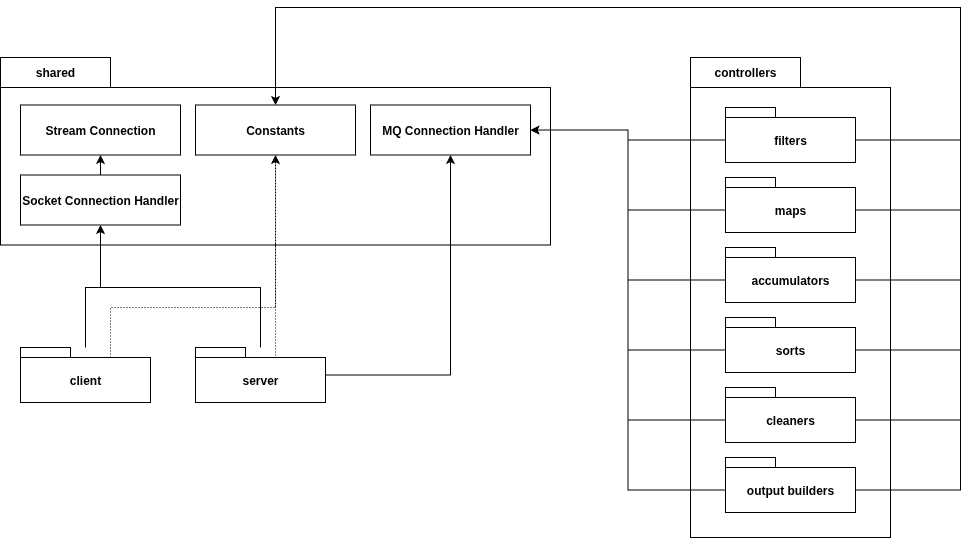 shared
controllers
Stream Connection
Constants
MQ Connection Handler
Socket Connection Handler
filters
maps
accumulators
sorts
cleaners
output builders
client
server